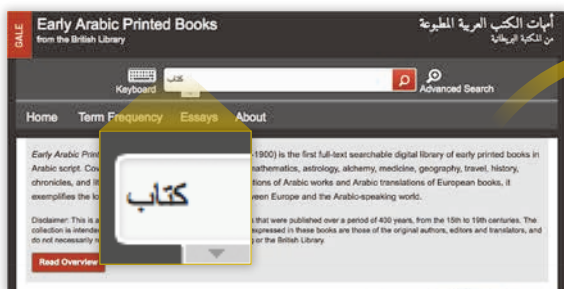 GALE
Early Arabic Printed Books
from the British Library
أمهات الكتب العربية المطبوعة
من المكتبة البريطانية
Keyboard
كتاب
Advanced Search
Home Term Frequency Essays About
Early Arabic Prin -1900) is the first full-text searchable digital library of early printed books in
Arabic script. Cov mathematics, astrology, alchemy, medicine, geography, travel, history,
chronicles, and lit tions of Arabic works and Arabic translations of European books, it
exemplifies the lo ween Europe and the Arabic-speaking world.
كتاب
Disclaimer: This is a s that were published over a period of 400 years, from the 15th to 19th centuries. The
collection is intende expressed in these books are those of the original authors, editors and translators, and
do not necessarily r g or the British Library.
Read Overview